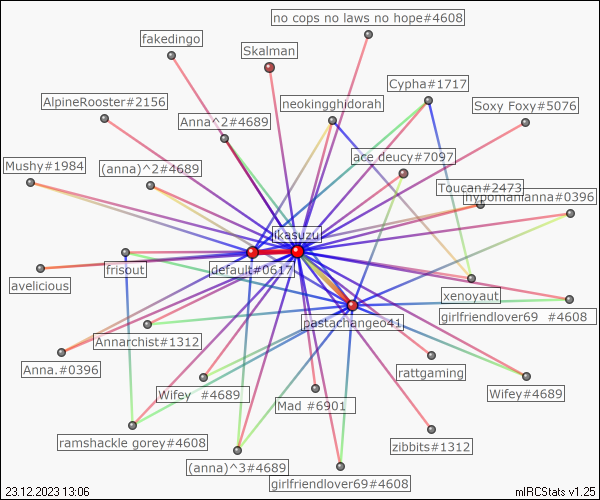 no cops no laws no hope#4608
fakedingo
Skalman
Cypha#1717
AlpineRooster#2156
neokingghidorah
Soxy Foxy#5076
Anna^2#4689
ace deucy#7097
Mushy#1984
(anna)^2#4689
Toucan#2473
hypomanianna#0396
ikasuzu
frisout
default#0617
avelicious
xenoyaut
pastachangeo41
girlfriendlover69 #4608
Annarchist#1312
Anna.#0396
rattgaming
Wifey #4689
Mad #6901
Wifey#4689
ramshackle gorey#4608
zibbits#1312
(anna)^3#4689
girlfriendlover69#4608
23.12.2023 13:06
mIRCStats v1.25